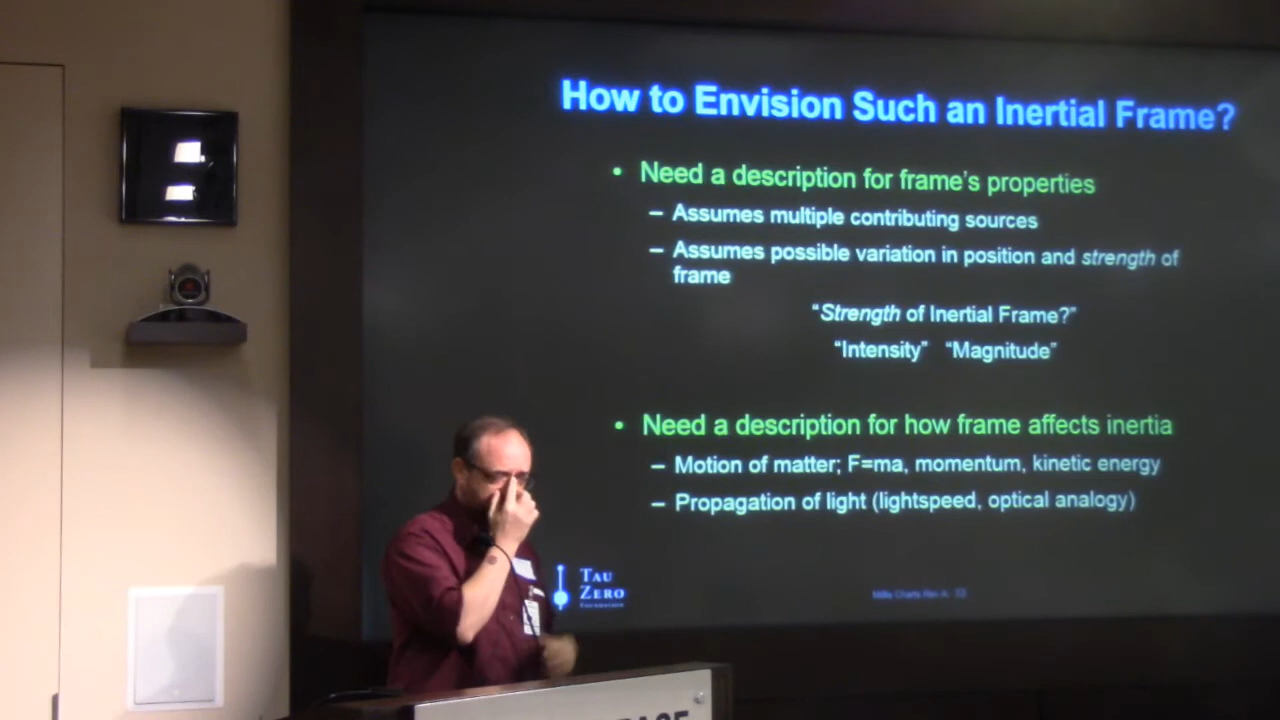 How to Envision Such an Inertial Frame?
• Need a description for frame's properties
– Assumes multiple contributing sources
– Assumes possible variation in position and strength of
frame
"Strength of Inertial Frame?"
"Intensity" "Magnitude"
• Need a description for how frame affects inertia
– Motion of matter; F=ma, momentum, kinetic energy
– Propagation of light (lightspeed, optical analogy)
TAU
ZERO
FOUNDATION